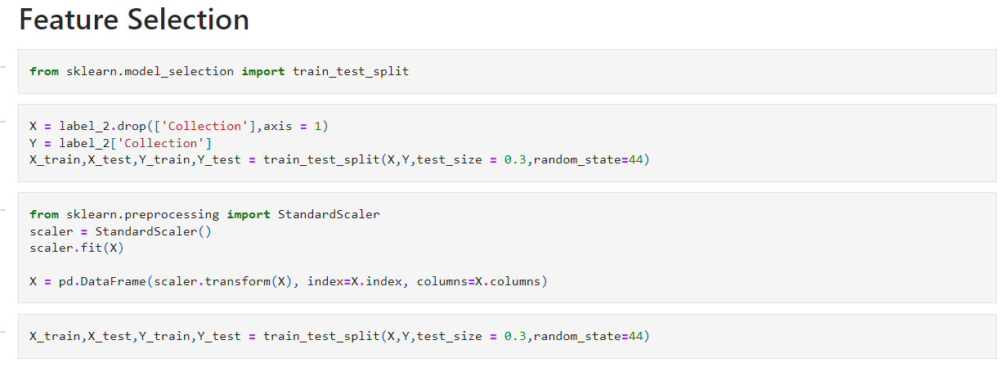 Feature Selection
from sklearn.model_selection import train_test_split
X = label_2.drop(['Collection'],axis = 1)
Y = label_2['Collection']
X_train,X_test,Y_train,Y_test = train_test_split(X,Y,test_size = 0.3,random_state=44)
from sklearn.preprocessing import StandardScaler
scaler = StandardScaler()
scaler.fit(X)
X = pd.DataFrame(scaler.transform(X), index=X.index, columns=X.columns)
X_train,X_test,Y_train,Y_test = train_test_split(X,Y,test_size = 0.3,random_state=44)